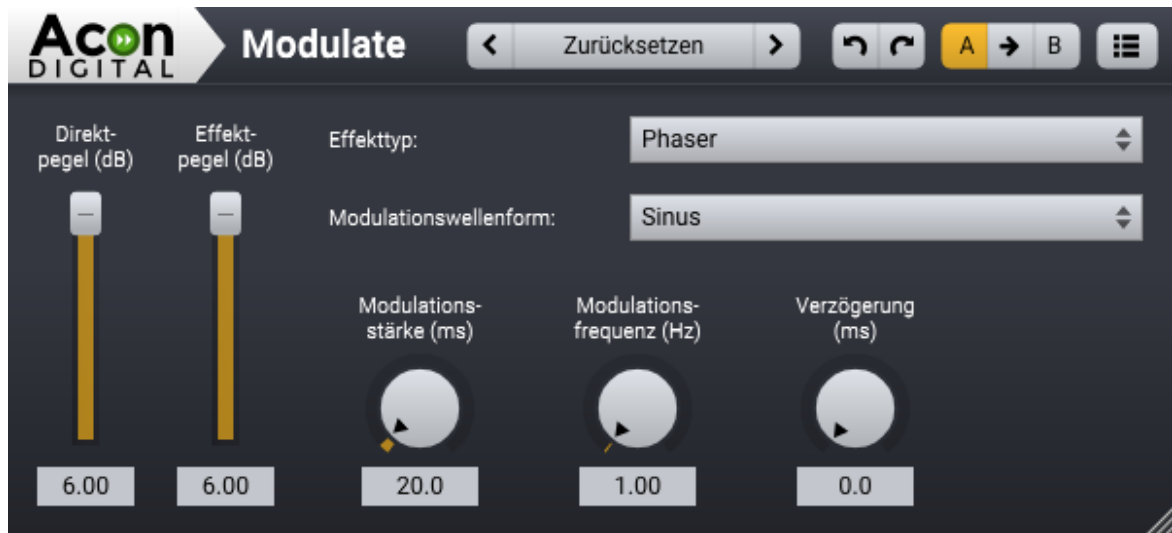 Acon
DIGITAL
Modulate
Zurücksetzen
A
B
Direkt-
pegel (dB)
Effekt-
pegel (dB)
Effekttyp:
Phaser
Modulationswellenform:
Sinus
Modulations-
stärke (ms)
Modulations-
frequenz (Hz)
Verzögerung
(ms)
6.00
6.00
20.0
1.00
0.0